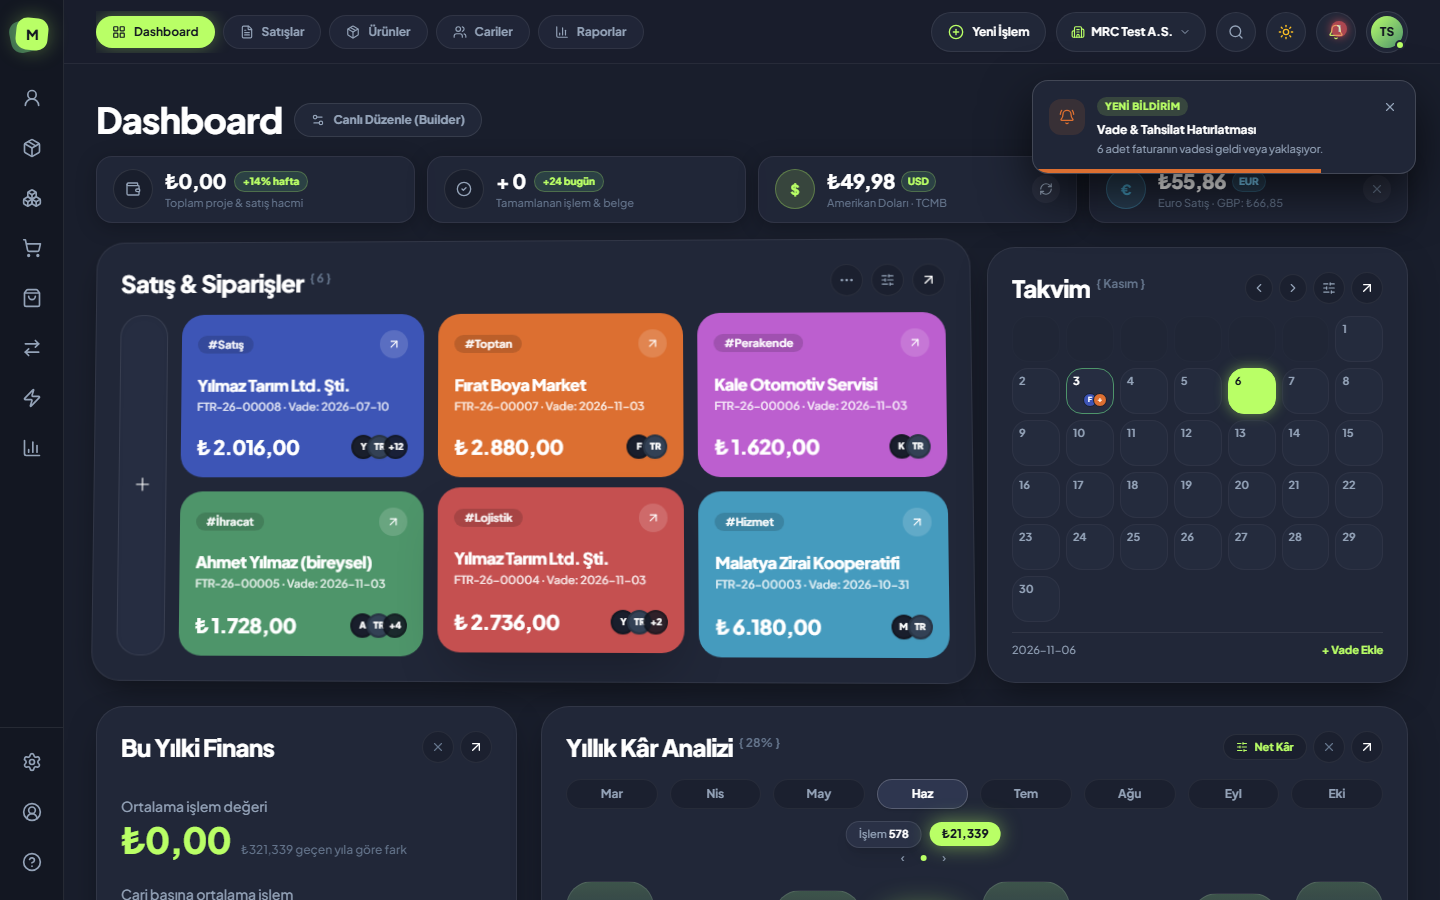 M
Dashboard
Satışlar
Ürünler
Cariler
Raporlar
Yeni İşlem
MRC Test A.S.
TS
YENİ BİLDİRİM
Vade & Tahsilat Hatırlatması
6 adet faturanın vadesi geldi veya yaklaşıyor.
Dashboard
Canlı Düzenle (Builder)
₺0,00 +14% hafta
Toplam proje & satış hacmi
+ 0 +24 bugün
Tamamlanan işlem & belge
$
₺49,98 USD
Amerikan Doları · TCMB
€
₺55,86 EUR
Euro Satış · GBP: ₺66,85
Satış & Siparişler { 6 }
#Satış
Yılmaz Tarım Ltd. Şti.
FTR-26-00008 · Vade: 2026-07-10
₺ 2.016,00
Y TR +12
#Toptan
Fırat Boya Market
FTR-26-00007 · Vade: 2026-11-03
₺ 2.880,00
F TR
#Perakende
Kale Otomotiv Servisi
FTR-26-00006 · Vade: 2026-11-03
₺ 1.620,00
K TR
#İhracat
Ahmet Yılmaz (bireysel)
FTR-26-00005 · Vade: 2026-11-03
₺ 1.728,00
A TR +4
#Lojistik
Yılmaz Tarım Ltd. Şti.
FTR-26-00004 · Vade: 2026-11-03
₺ 2.736,00
Y TR +2
#Hizmet
Malatya Zirai Kooperatifi
FTR-26-00003 · Vade: 2026-10-31
₺ 6.180,00
M TR
Takvim { Kasım }
1
2 3 4 5 6 7 8
F +
9 10 11 12 13 14 15
16 17 18 19 20 21 22
23 24 25 26 27 28 29
30
2026-11-06
+ Vade Ekle
Bu Yılki Finans
Ortalama işlem değeri
₺0,00 ₺321,339 geçen yıla göre fark
Cari başına ortalama işlem
Yıllık Kâr Analizi { 28% }
Net Kâr
Mar Nis May Haz Tem Ağu Eyl Eki
İşlem 578
₺21,339